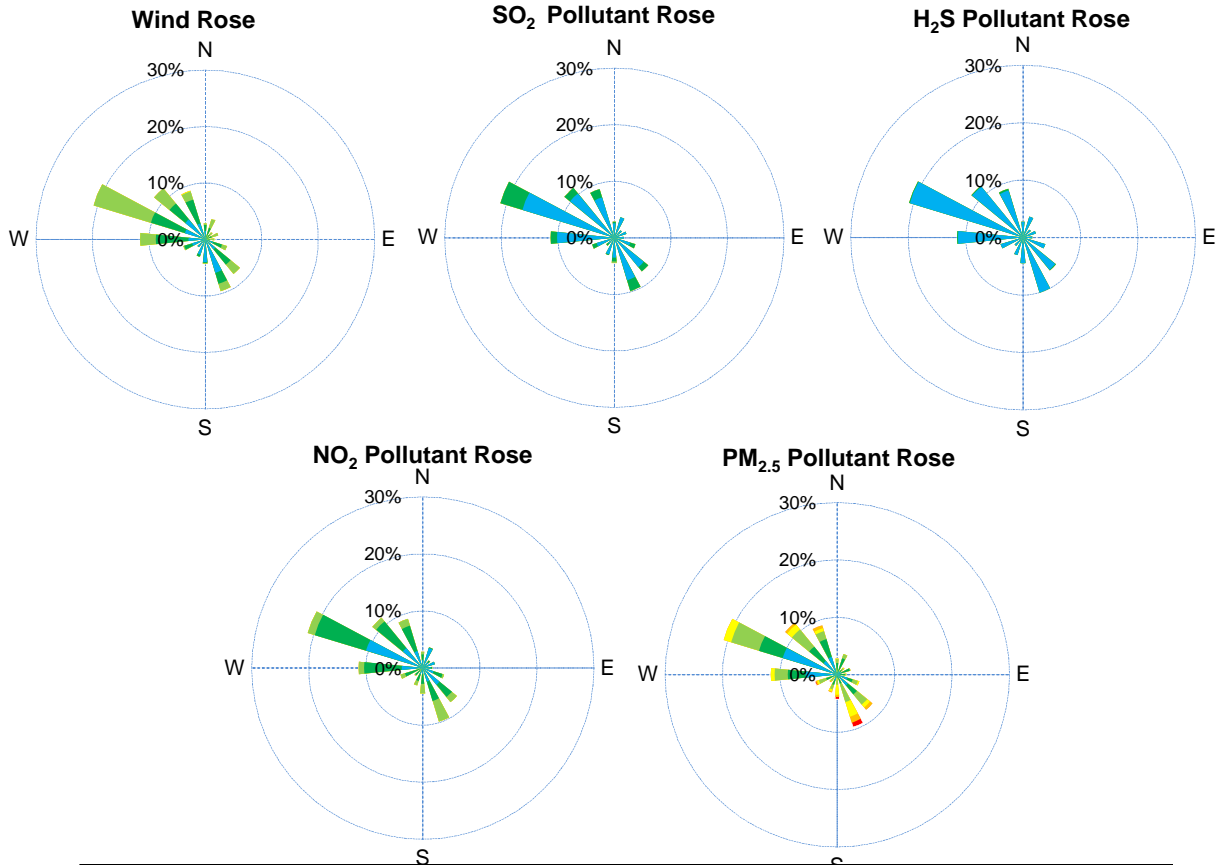 Wind Rose
N
30%
20%
10%
0%
W
E
S
SO₂ Pollutant Rose
N
30%
20%
10%
0%
W
E
S
H₂S Pollutant Rose
N
30%
20%
10%
0%
W
E
S
NO₂ Pollutant Rose
N
30%
20%
10%
0%
W
E
S
PM₂.₅ Pollutant Rose
N
30%
20%
10%
0%
W
E
S